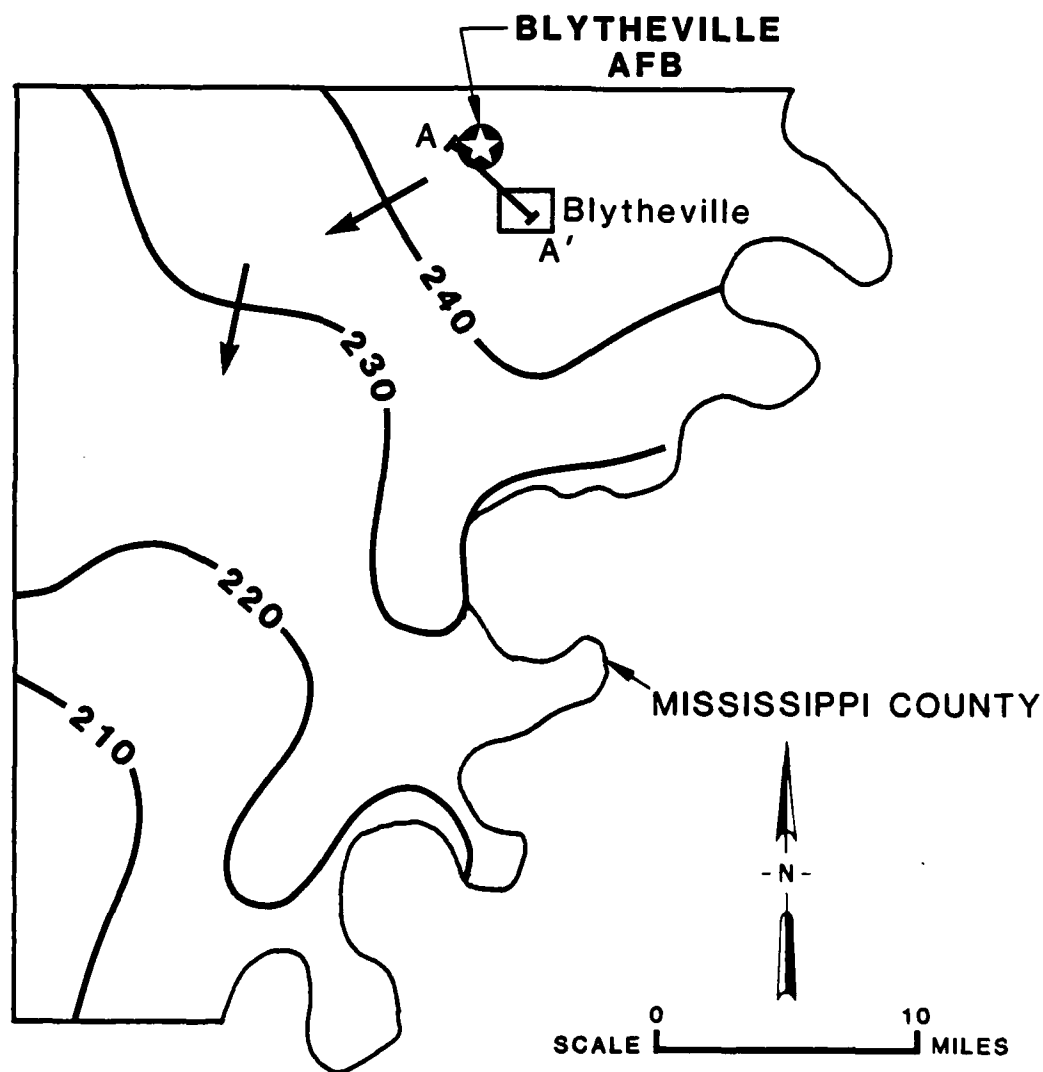 BLYTHEVILLE
AFB
A
Blytheville
A'
240
230
220
MISSISSIPPI COUNTY
210
-N-
0 10
SCALE MILES